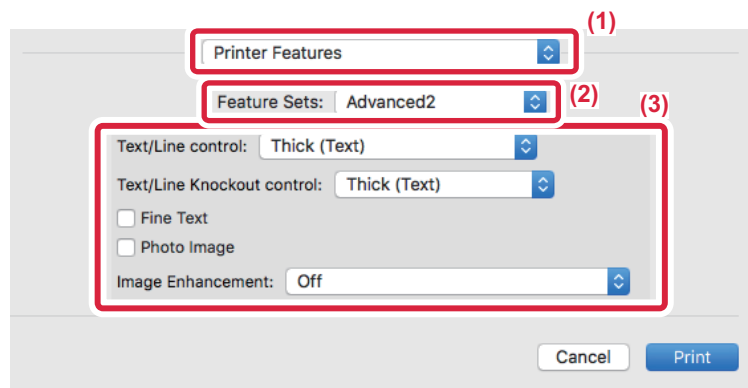 (1)
Printer Features
Feature Sets: Advanced2
(2)
(3)
Text/Line control: Thick (Text)
Text/Line Knockout control: Thick (Text)
Fine Text
Photo Image
Image Enhancement: Off
Cancel Print